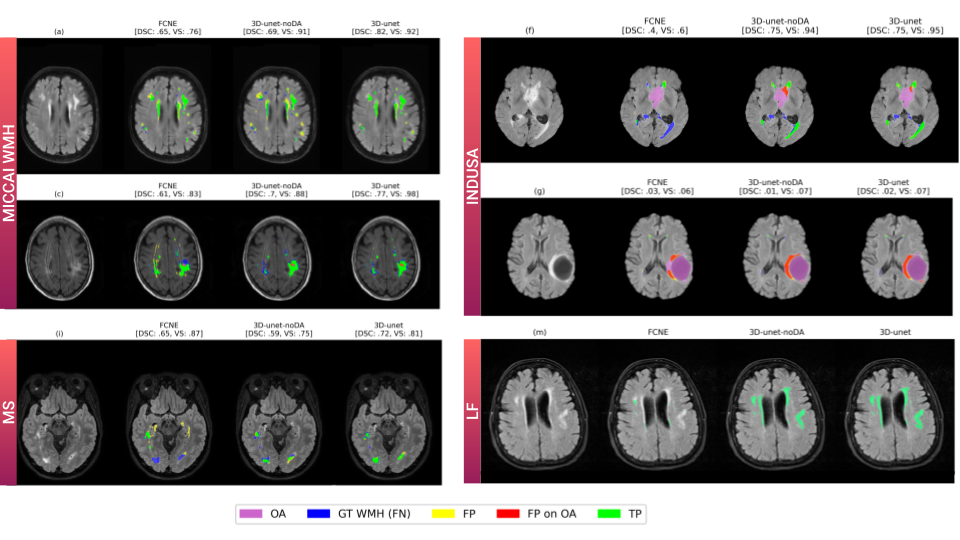 MICCAI WMH
(a)
FCNE
[DSC: .65, VS: .76]
3D-unet-noDA
[DSC: .69, VS: .91]
3D-unet
[DSC: .82, VS: .92]
(c)
FCNE
[DSC: .61, VS: .83]
3D-unet-noDA
[DSC: .7, VS: .88]
3D-unet
[DSC: .77, VS: .98]
MS
(i)
FCNE
[DSC: .65, VS: .87]
3D-unet-noDA
[DSC: .59, VS: .75]
3D-unet
[DSC: .72, VS: .81]
INDUSA
(f)
FCNE
[DSC: .4, VS: .6]
3D-unet-noDA
[DSC: .75, VS: .94]
3D-unet
[DSC: .75, VS: .95]
(g)
FCNE
[DSC: .03, VS: .06]
3D-unet-noDA
[DSC: .01, VS: .07]
3D-unet
[DSC: .02, VS: .07]
LF
(m)
FCNE
3D-unet-noDA
3D-unet
OA
GT WMH (FN)
FP
FP on OA
TP